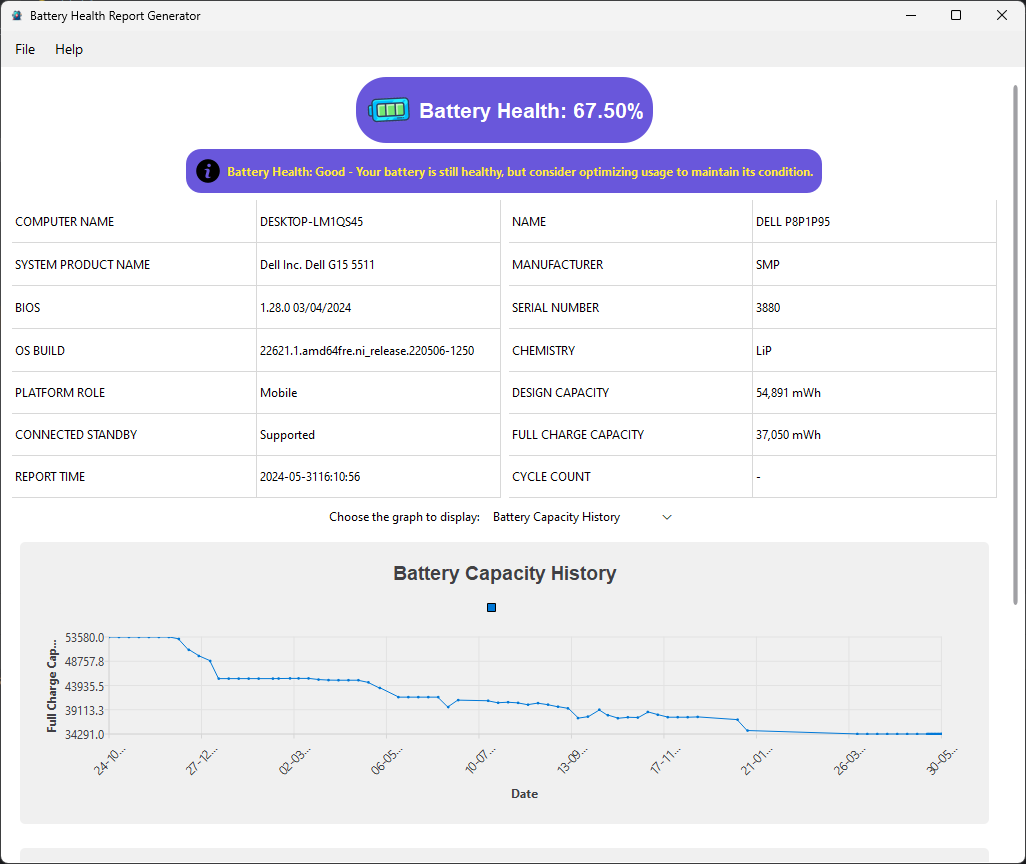 Battery Health Report Generator
File Help
Battery Health: 67.50%
Battery Health: Good - Your battery is still healthy, but consider optimizing usage to maintain its condition.
COMPUTER NAME DESKTOP-LM1QS45 NAME DELL P8P1P95
SYSTEM PRODUCT NAME Dell Inc. Dell G15 5511 MANUFACTURER SMP
BIOS 1.28.0 03/04/2024 SERIAL NUMBER 3880
OS BUILD 22621.1.amd64fre.ni_release.220506-1250 CHEMISTRY LiP
PLATFORM ROLE Mobile DESIGN CAPACITY 54,891 mWh
CONNECTED STANDBY Supported FULL CHARGE CAPACITY 37,050 mWh
REPORT TIME 2024-05-3116:10:56 CYCLE COUNT -
Choose the graph to display: Battery Capacity History
Battery Capacity History
Full Charge Cap...
53580.0
48757.8
43935.5
39113.3
34291.0
24-10... 27-12... 02-03... 06-05... 10-07... 13-09... 17-11... 21-01... 26-03... 30-05...
Date